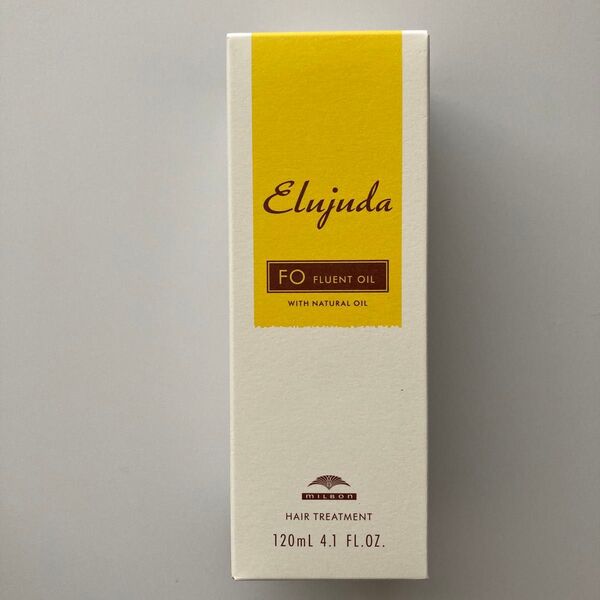 Elujuda
FO FLUENT OIL
WITH NATURAL OIL
MILBON
HAIR TREATMENT
120mL 4.1 FL.OZ.